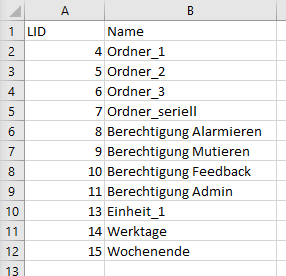 A B
1 LID Name
2 4 Ordner_1
3 5 Ordner_2
4 6 Ordner_3
5 7 Ordner_seriell
6 8 Berechtigung Alarmieren
7 9 Berechtigung Mutieren
8 10 Berechtigung Feedback
9 11 Berechtigung Admin
10 13 Einheit_1
11 14 Werktage
12 15 Wochenende
13